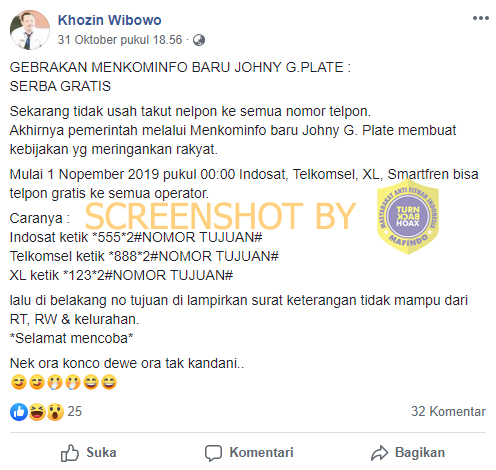 Khozin Wibowo
31 Oktober pukul 18.56 ·
GEBRAKAN MENKOMINFO BARU JOHNY G.PLATE :
SERBA GRATIS
Sekarang tidak usah takut nelpon ke semua nomor telpon.
Akhirnya pemerintah melalui Menkominfo baru Johny G. Plate membuat
kebijakan yg meringankan rakyat.
Mulai 1 Nopember 2019 pukul 00:00 Indosat, Telkomsel, XL, Smartfren bisa
telpon gratis ke semua operator.
Caranya :
SCREENSHOT BY
MASYARAKAT ANTI FITNAH INDONESIA
TURN
BACK
HOAX
MAFINDO
Indosat ketik *555*2#NOMOR TUJUAN#
Telkomsel ketik *888*2#NOMOR TUJUAN#
XL ketik *123*2#NOMOR TUJUAN#
lalu di belakang no tujuan di lampirkan surat keterangan tidak mampu dari
RT, RW & kelurahan.
*Selamat mencoba*
Nek ora konco dewe ora tak kandani..
😋😋🤭🤭😄😄
25
32 Komentar
Suka
Komentari
Bagikan